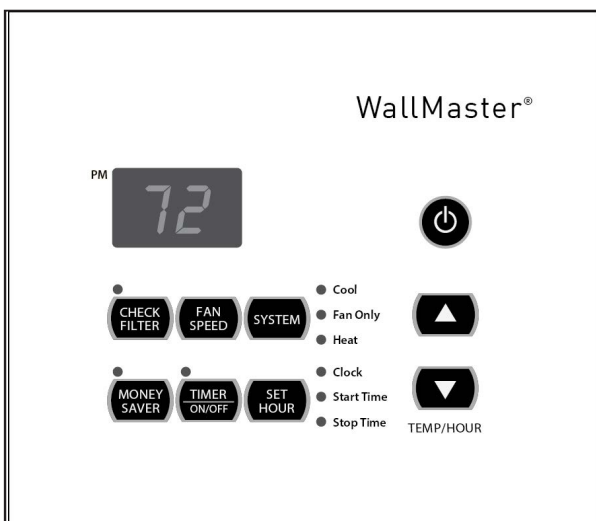 WallMaster®
PM
72
Cool
CHECK FILTER
FAN SPEED
SYSTEM
Fan Only
Heat
Clock
MONEY SAVER
TIMER ON/OFF
SET HOUR
Start Time
Stop Time
TEMP/HOUR